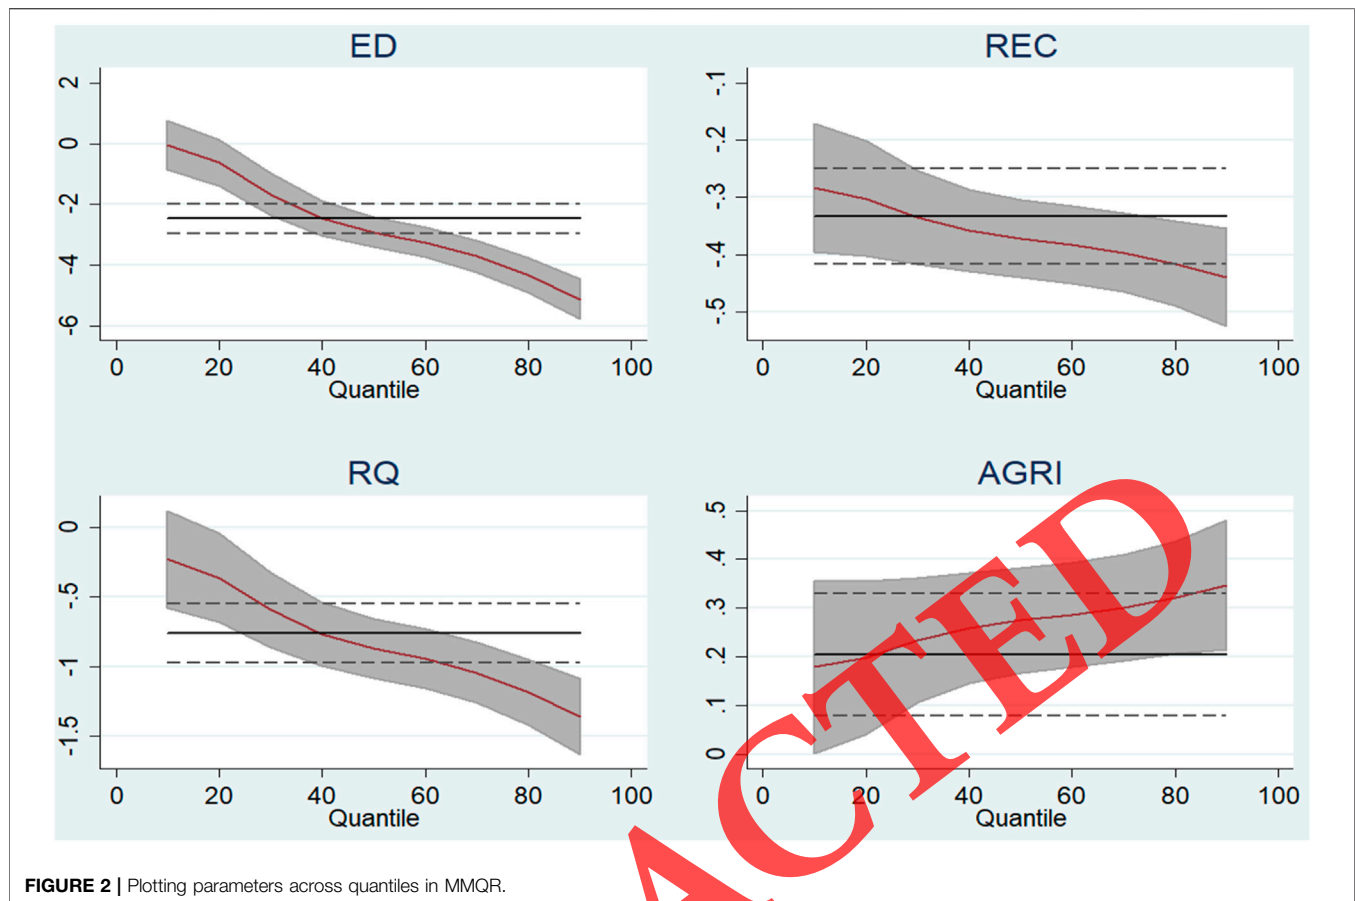 ED
2
0
-2
-4
-6
0 20 40 60 80 100
Quantile
REC
-.1
-.2
-.3
-.4
-.5
0 20 40 60 80 100
Quantile
RQ
0
-.5
-1
-1.5
0 20 40 60 80 100
Quantile
AGRI
.5
.4
.3
.2
.1
0
0 20 40 60 80 100
Quantile
ACTED
FIGURE 2 | Plotting parameters across quantiles in MMQR.